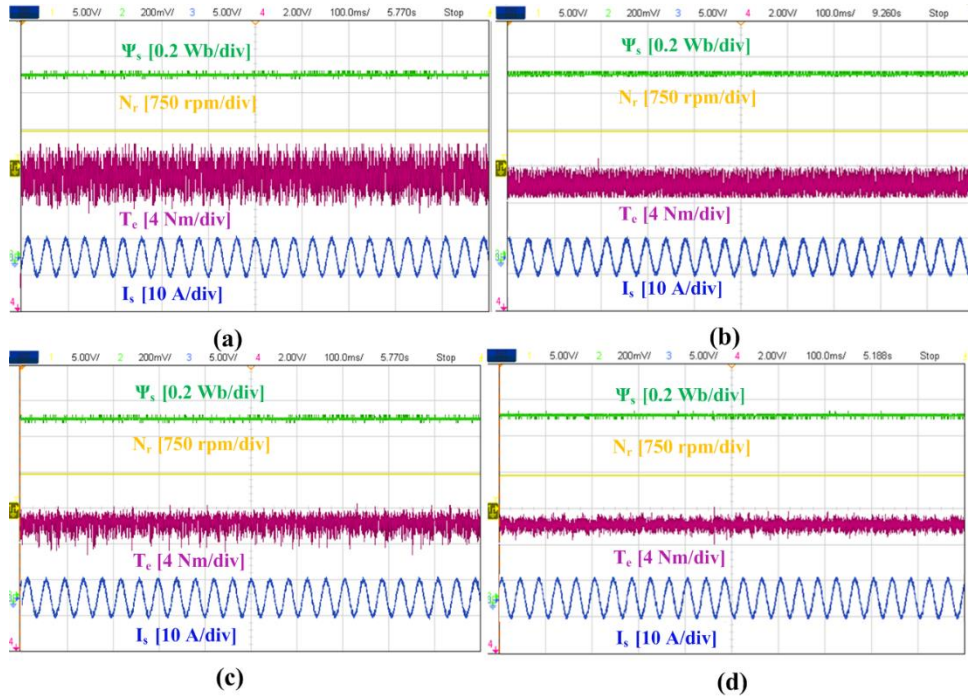 1 5.00V/ 2 200mV/ 3 5.00V/ 4 2.00V/ 100.0ms/ 5.770s Stop
Ψs [0.2 Wb/div]
Nr [750 rpm/div]
Te [4 Nm/div]
Is [10 A/div]
(a)
5.00V/ 2 200mV/ 3 5.00V/ 4 2.00V/ 100.0ms/ 9.260s Stop
Ψs [0.2 Wb/div]
Nr [750 rpm/div]
Te [4 Nm/div]
Is [10 A/div]
(b)
1 5.00V/ 2 200mV/ 3 5.00V/ 4 2.00V/ 100.0ms/ 5.770s Stop
Ψs [0.2 Wb/div]
Nr [750 rpm/div]
Te [4 Nm/div]
Is [10 A/div]
(c)
5.00V/ 2 200mV/ 3 5.00V/ 4 2.00V/ 100.0ms/ 5.188s Stop
Ψs [0.2 Wb/div]
Nr [750 rpm/div]
Te [4 Nm/div]
Is [10 A/div]
(d)